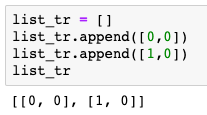 list_tr = []
list_tr.append([0,0])
list_tr.append([1,0])
list_tr
[[0, 0], [1, 0]]